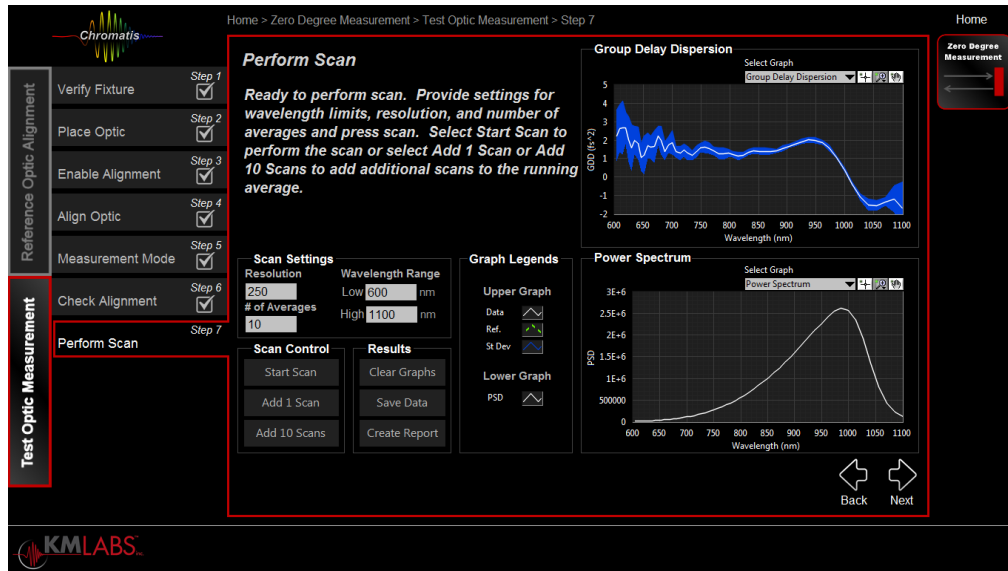 Chromatis
Home > Zero Degree Measurement > Test Optic Measurement > Step 7
Home
Zero Degree
Measurement
Reference Optic Alignment
Test Optic Measurement
Step 1
Verify Fixture
Step 2
Place Optic
Step 3
Enable Alignment
Step 4
Align Optic
Step 5
Measurement Mode
Step 6
Check Alignment
Step 7
Perform Scan
Perform Scan
Ready to perform scan. Provide settings for
wavelength limits, resolution, and number of
averages and press scan. Select Start Scan to
perform the scan or select Add 1 Scan or Add
10 Scans to add additional scans to the running
average.
Scan Settings
Resolution
250
# of Averages
10
Wavelength Range
Low 600 nm
High 1100 nm
Scan Control
Start Scan
Add 1 Scan
Add 10 Scans
Results
Clear Graphs
Save Data
Create Report
Graph Legends
Upper Graph
Data
Ref.
St Dev
Lower Graph
PSD
Group Delay Dispersion
Select Graph
Group Delay Dispersion
GDD (fs^2)
5
4
3
2
1
0
-1
-2
600 650 700 750 800 850 900 950 1000 1050 1100
Wavelength (nm)
Power Spectrum
Select Graph
Power Spectrum
PSD
3E+6
2.5E+6
2E+6
1.5E+6
1E+6
500000
0
600 650 700 750 800 850 900 950 1000 1050 1100
Wavelength (nm)
Back
Next
KMLABS